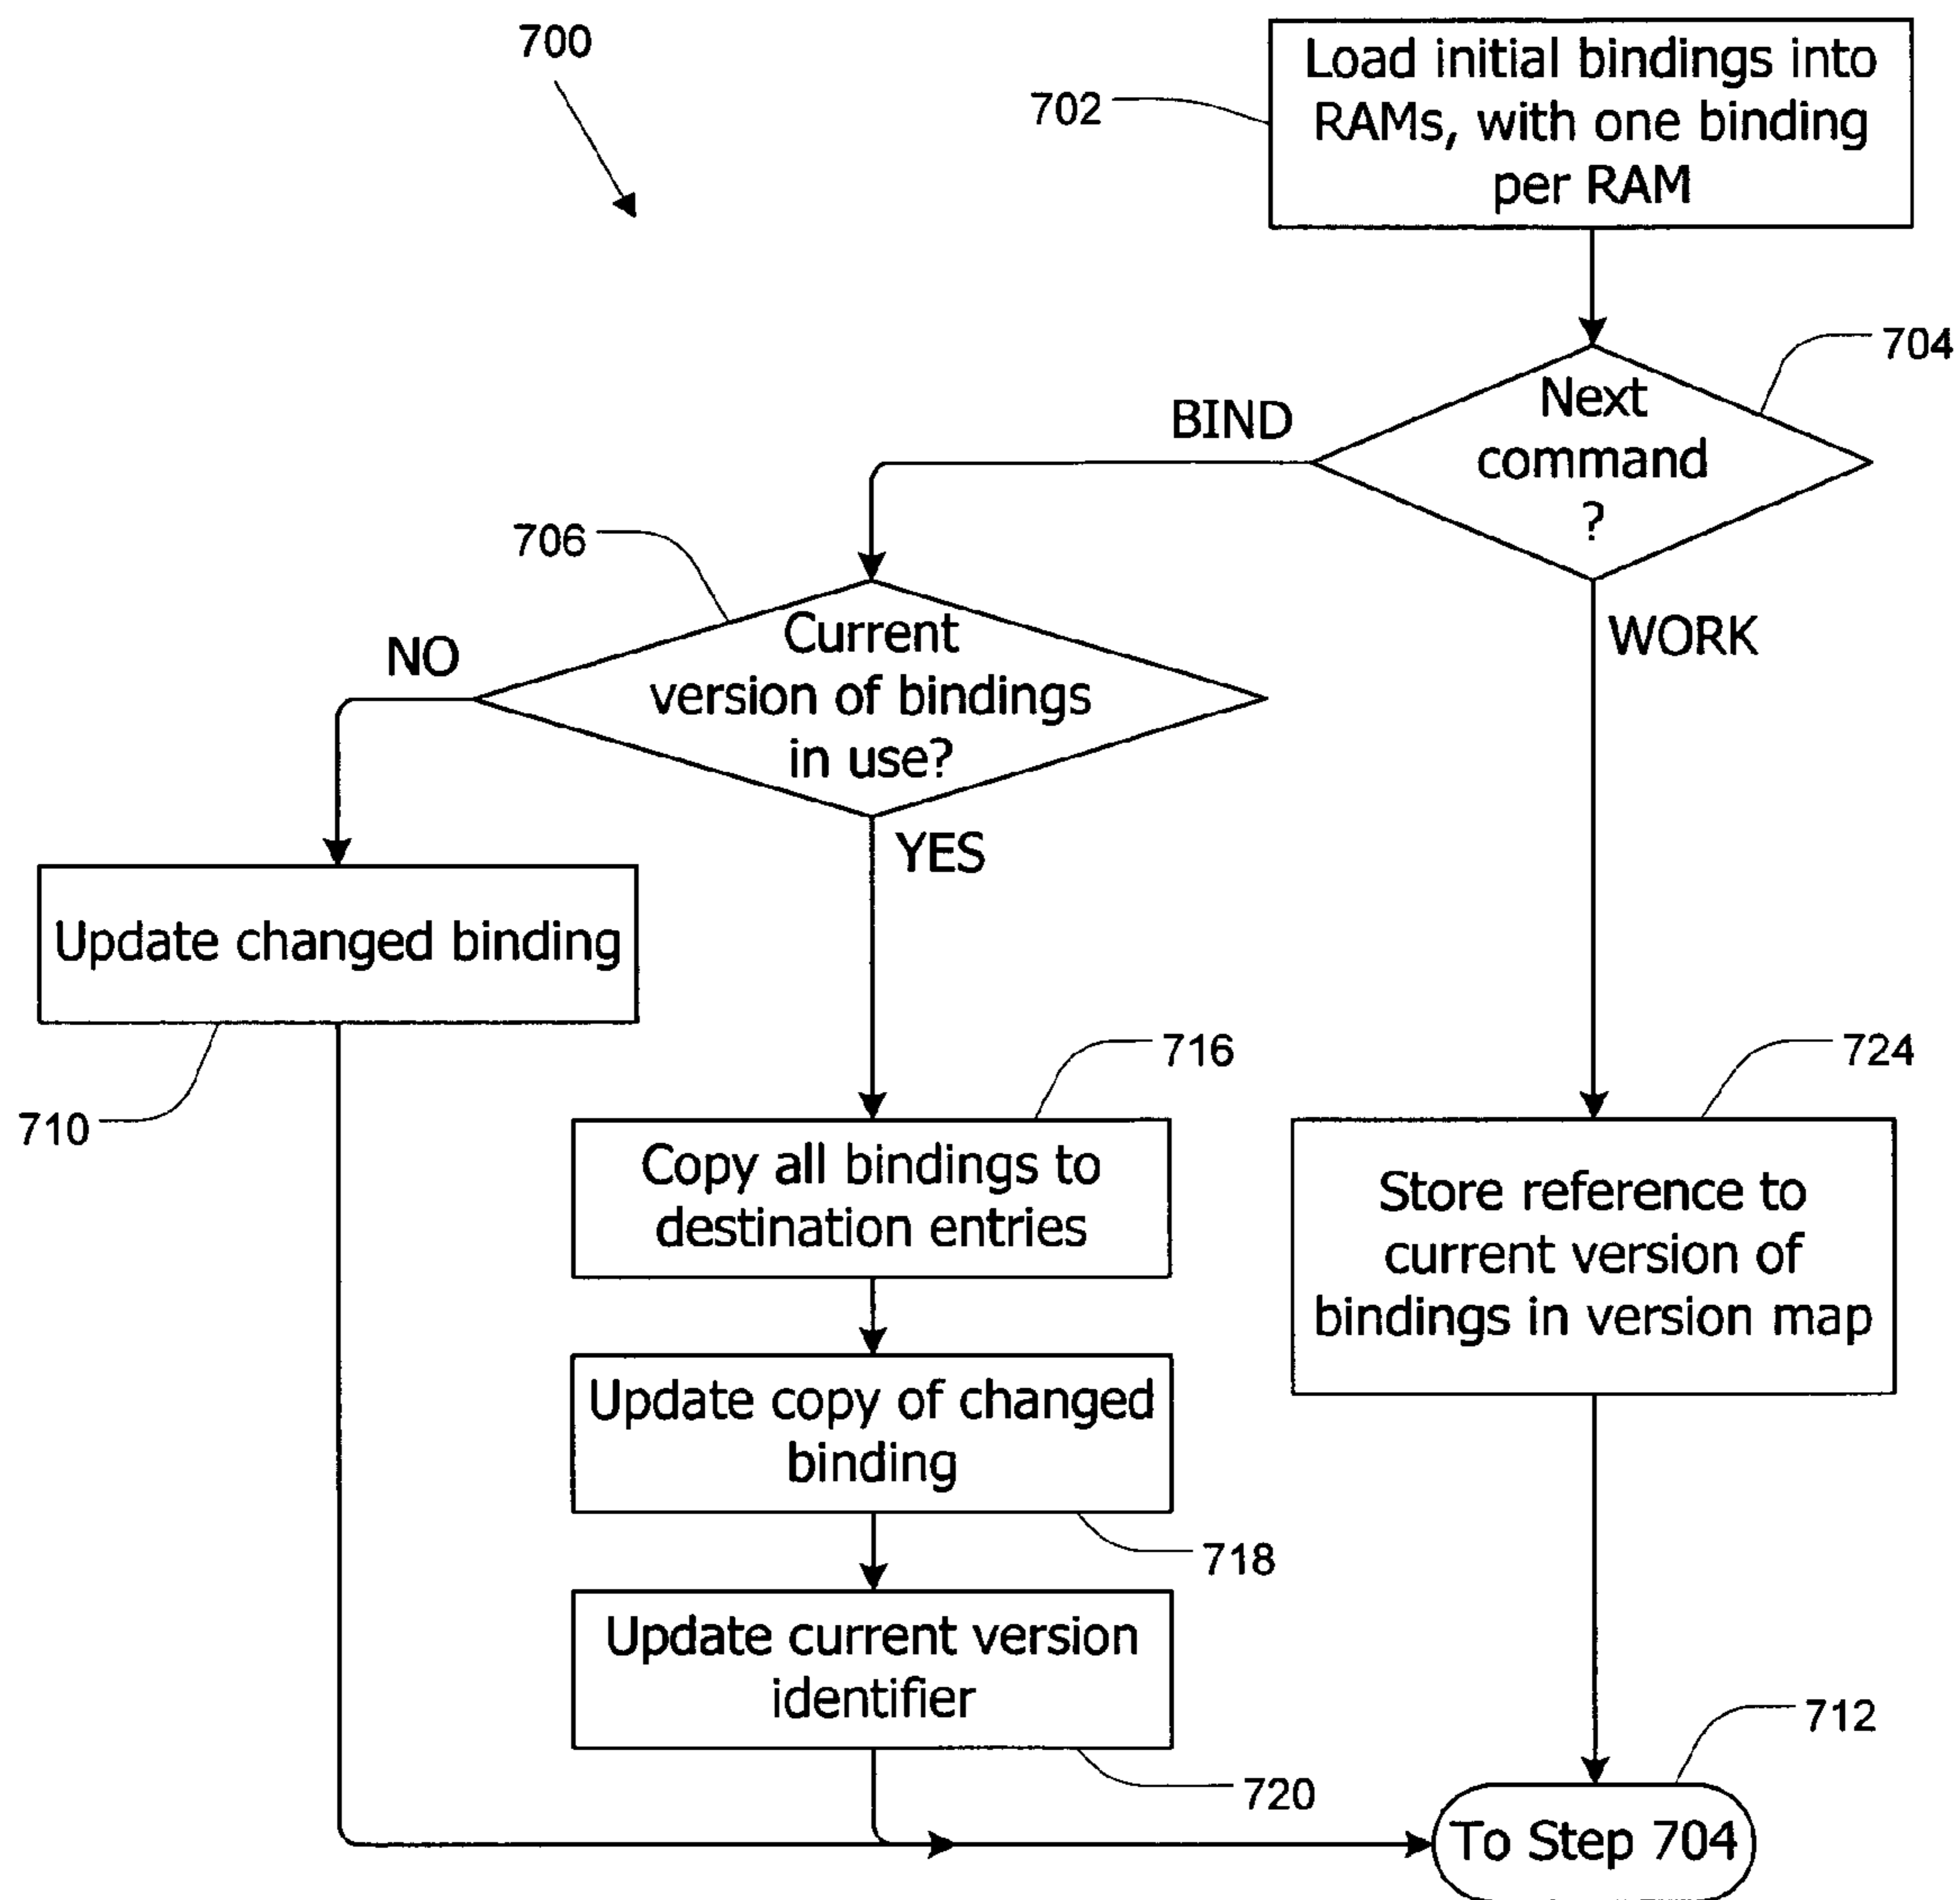 700
702
Load initial bindings into
RAMs, with one binding
per RAM
704
Next
command
?
BIND
WORK
706
Current
version of bindings
in use?
NO
YES
Update changed binding
710
716
Copy all bindings to
destination entries
724
Store reference to
current version of
bindings in version map
Update copy of changed
binding
718
Update current version
identifier
720
712
To Step 704